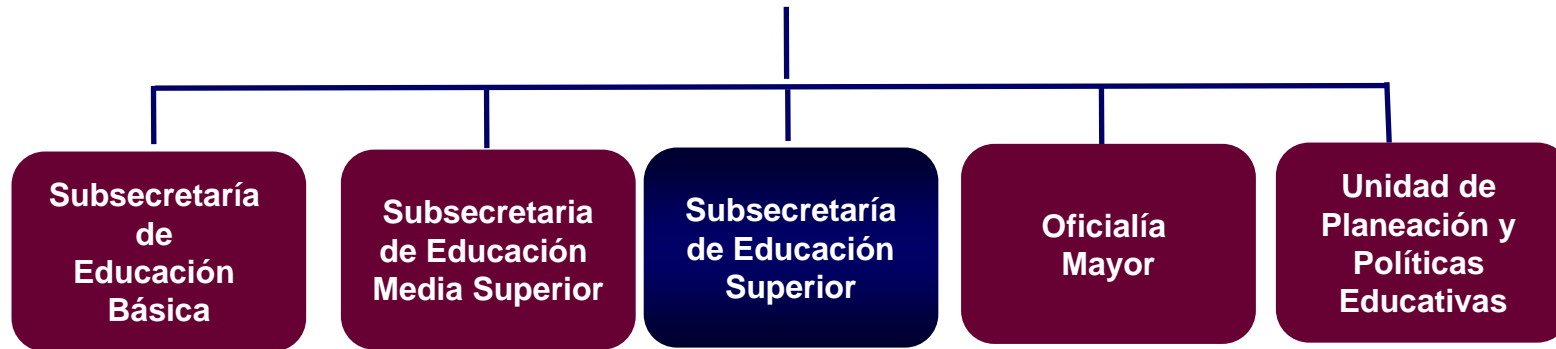 Subsecretaría
de
Educación
Básica
Subsecretaria
de Educación
Media Superior
Subsecretaría
de Educación
Superior
Oficialía
Mayor
Unidad de
Planeación y
Políticas
Educativas